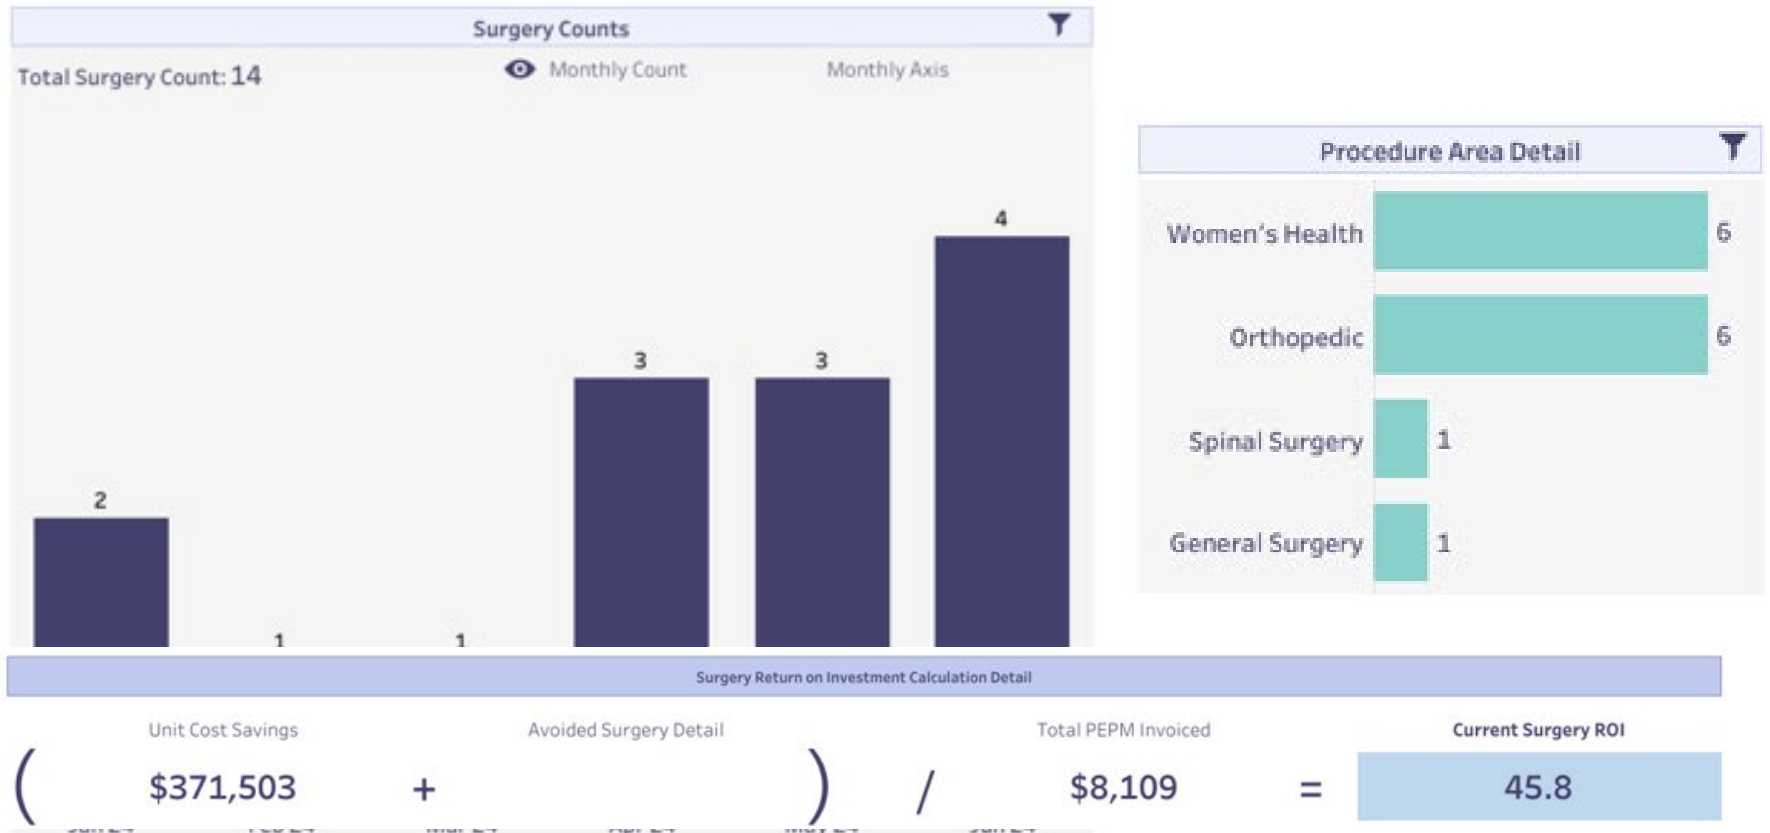 Surgery Counts
Total Surgery Count: 14
Monthly Count
Monthly Axis
4
3
3
2
1
1
Procedure Area Detail
Women's Health 6
Orthopedic 6
Spinal Surgery 1
General Surgery 1
Surgery Return on Investment Calculation Detail
Unit Cost Savings
Avoided Surgery Detail
Total PEPM Invoiced
Current Surgery ROI
( $371,503 + ) / $8,109 = 45.8